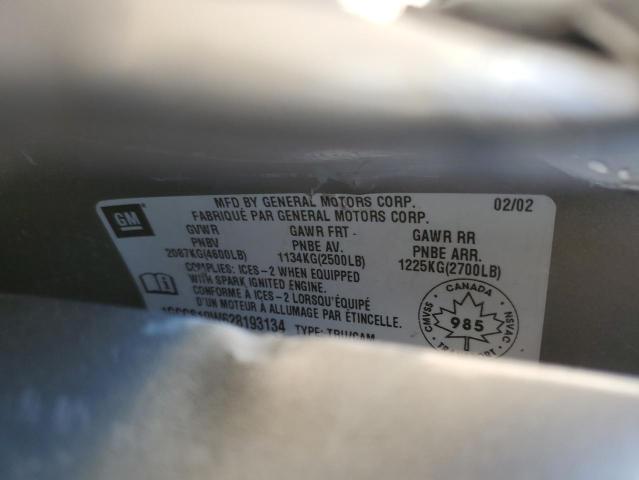 GM
MFD BY GENERAL MOTORS CORP. 02/02
FABRIQUÉ PAR GENERAL MOTORS CORP.
GVWR GAWR FRT - GAWR RR
PNBV PNBE AV. PNBE ARR.
2087KG(4600LB) 1134KG(2500LB) 1225KG(2700LB)
COMPLIES: ICES-2 WHEN EQUIPPED
WITH SPARK IGNITED ENGINE.
CONFORME À ICES-2 LORSQU'ÉQUIPÉ
D'UN MOTEUR À ALLUMAGE PAR ÉTINCELLE.
28193134 TYPE:
CANADA
CMVSS 985 NSVAC